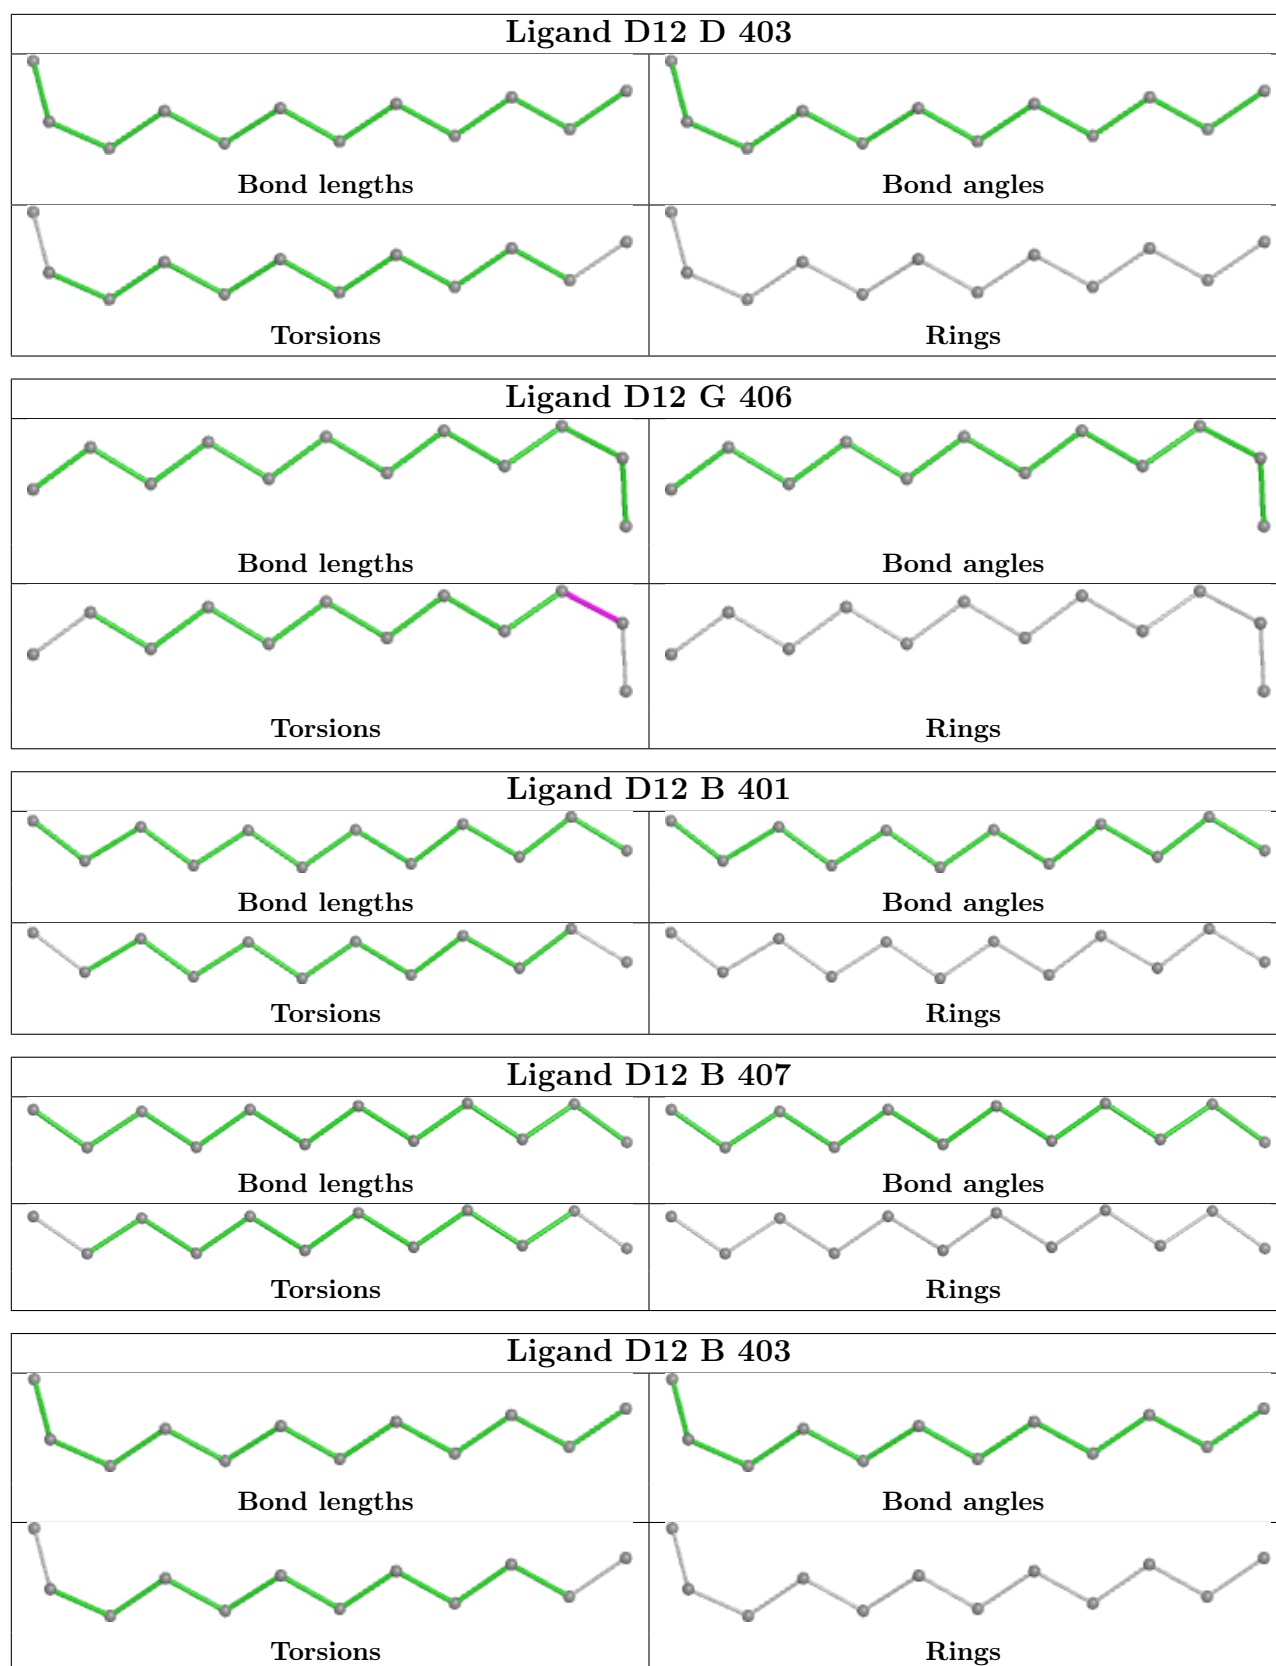 Ligand D12 D 403
Bond lengths Bond angles
Torsions Rings
Ligand D12 G 406
Bond lengths Bond angles
Torsions Rings
Ligand D12 B 401
Bond lengths Bond angles
Torsions Rings
Ligand D12 B 407
Bond lengths Bond angles
Torsions Rings
Ligand D12 B 403
Bond lengths Bond angles
Torsions Rings